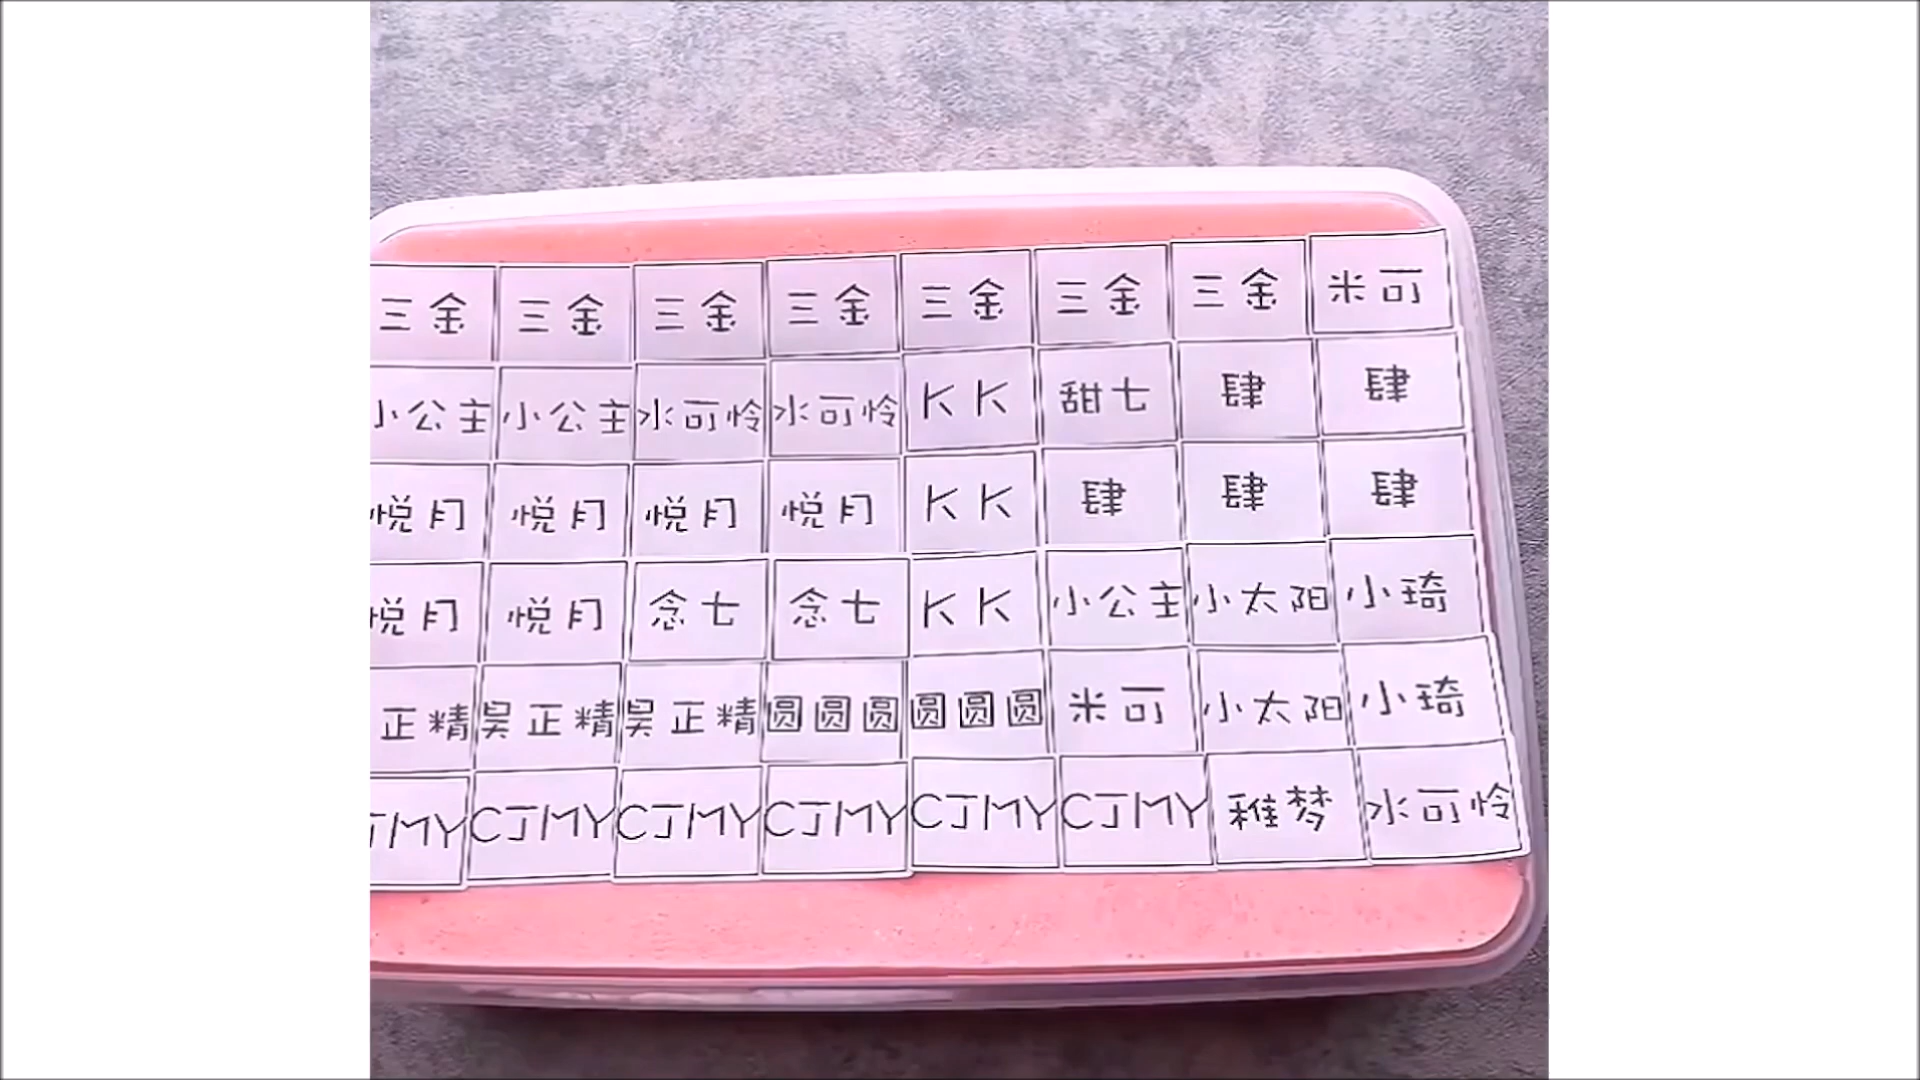 三金 三金 三金 三金 三金 三金 三金 米可
小公主 小公主 水可怜 水可怜 KK 甜七 肆 肆
悦月 悦月 悦月 悦月 KK 肆 肆 肆
悦月 悦月 念七 念七 KK 小公主 小太阳 小琦
正精 吴正精 吴正精 圆圆圆 圆圆圆 米可 小太阳 小琦
JMY CJMY CJMY CJMY CJMY CJMY 稚梦 水可怜